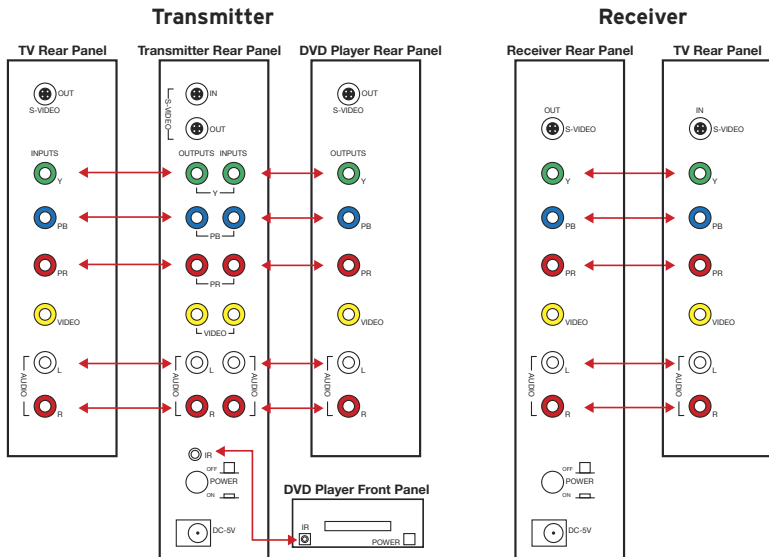 Transmitter
Receiver
TV Rear Panel
Transmitter Rear Panel
DVD Player Rear Panel
Receiver Rear Panel
TV Rear Panel
OUT
S-VIDEO
INPUTS
Y
PB
PR
VIDEO
L
AUDIO
R
S-VIDEO
IN
OUT
OUTPUTS INPUTS
Y
PB
PR
VIDEO
AUDIO
L
AUDIO
R
IR
OFF
POWER
ON
DC-5V
OUT
S-VIDEO
OUTPUTS
Y
PB
PR
VIDEO
L
AUDIO
R
DVD Player Front Panel
IR
POWER
OUT
S-VIDEO
Y
PB
PR
VIDEO
AUDIO
L
R
OFF
POWER
ON
DC-5V
IN
S-VIDEO
Y
PB
PR
VIDEO
AUDIO
L
R